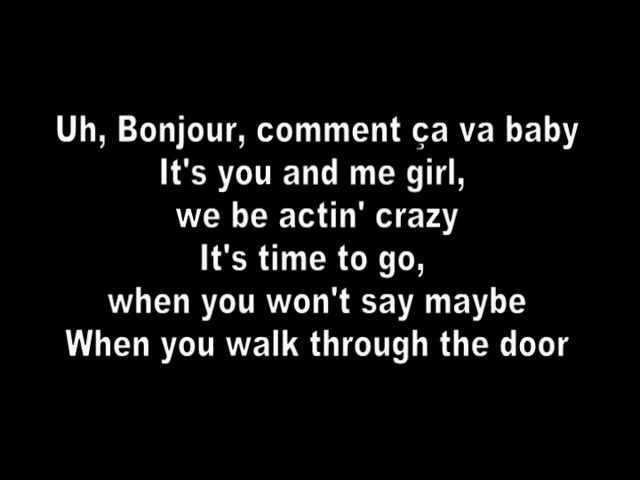 Uh, Bonjour, comment ça va baby
It's you and me girl,
we be actin' crazy
It's time to go,
when you won't say maybe
When you walk through the door